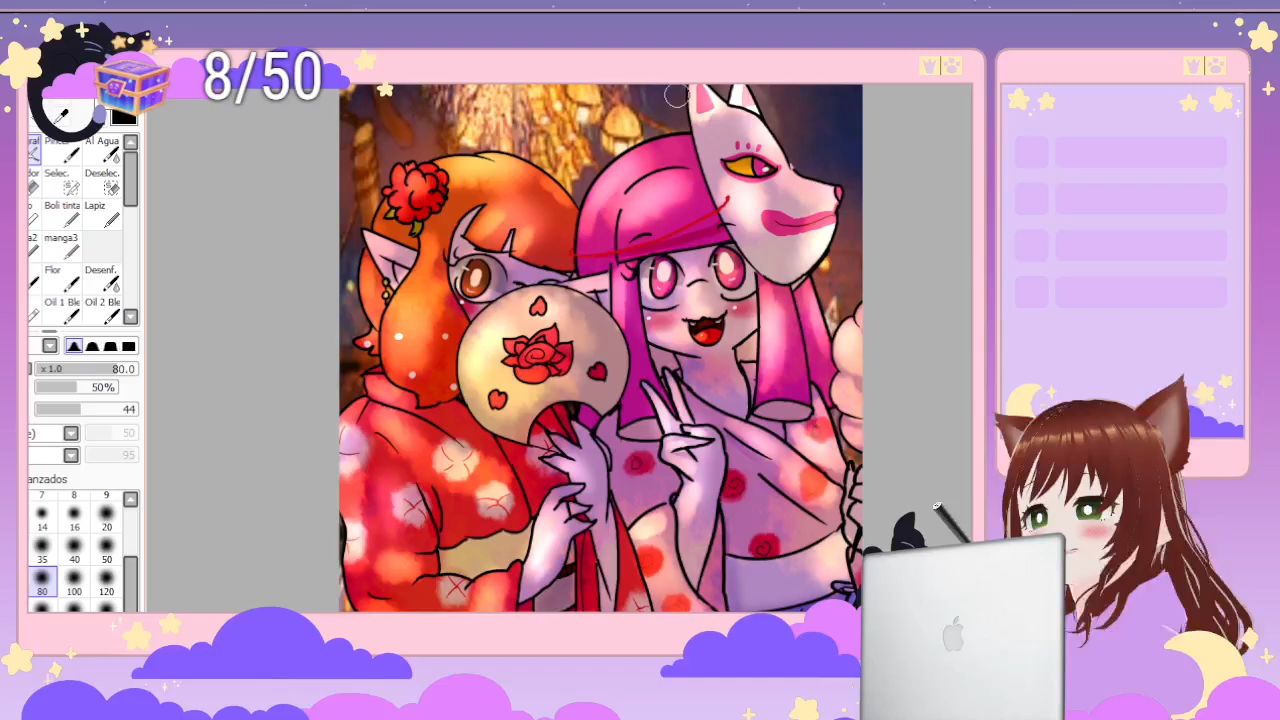 8/50
Al Agua
Selec.
Deselec.
Boli tinta
Lapiz
manga3
Flor
Desenf.
Oil 1 Ble
Oil 2 Ble
x 1.0
80.0
50%
44
50
95
7 8 9
14 16 20
35 40 50
80 100 120